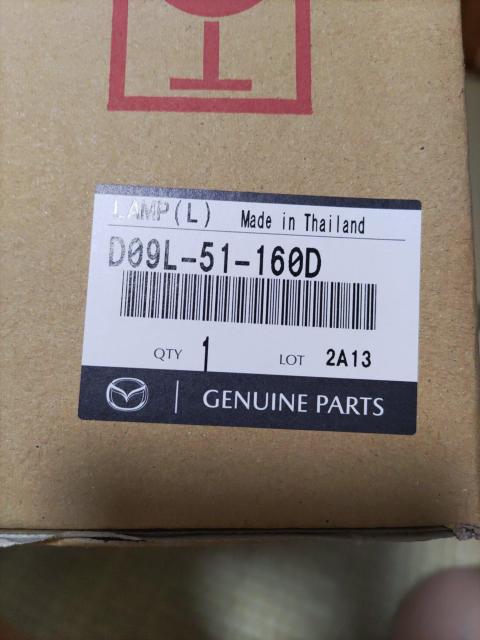 LAMP(L) Made in Thailand
D09L-51-160D
QTY 1 LOT 2A13
GENUINE PARTS